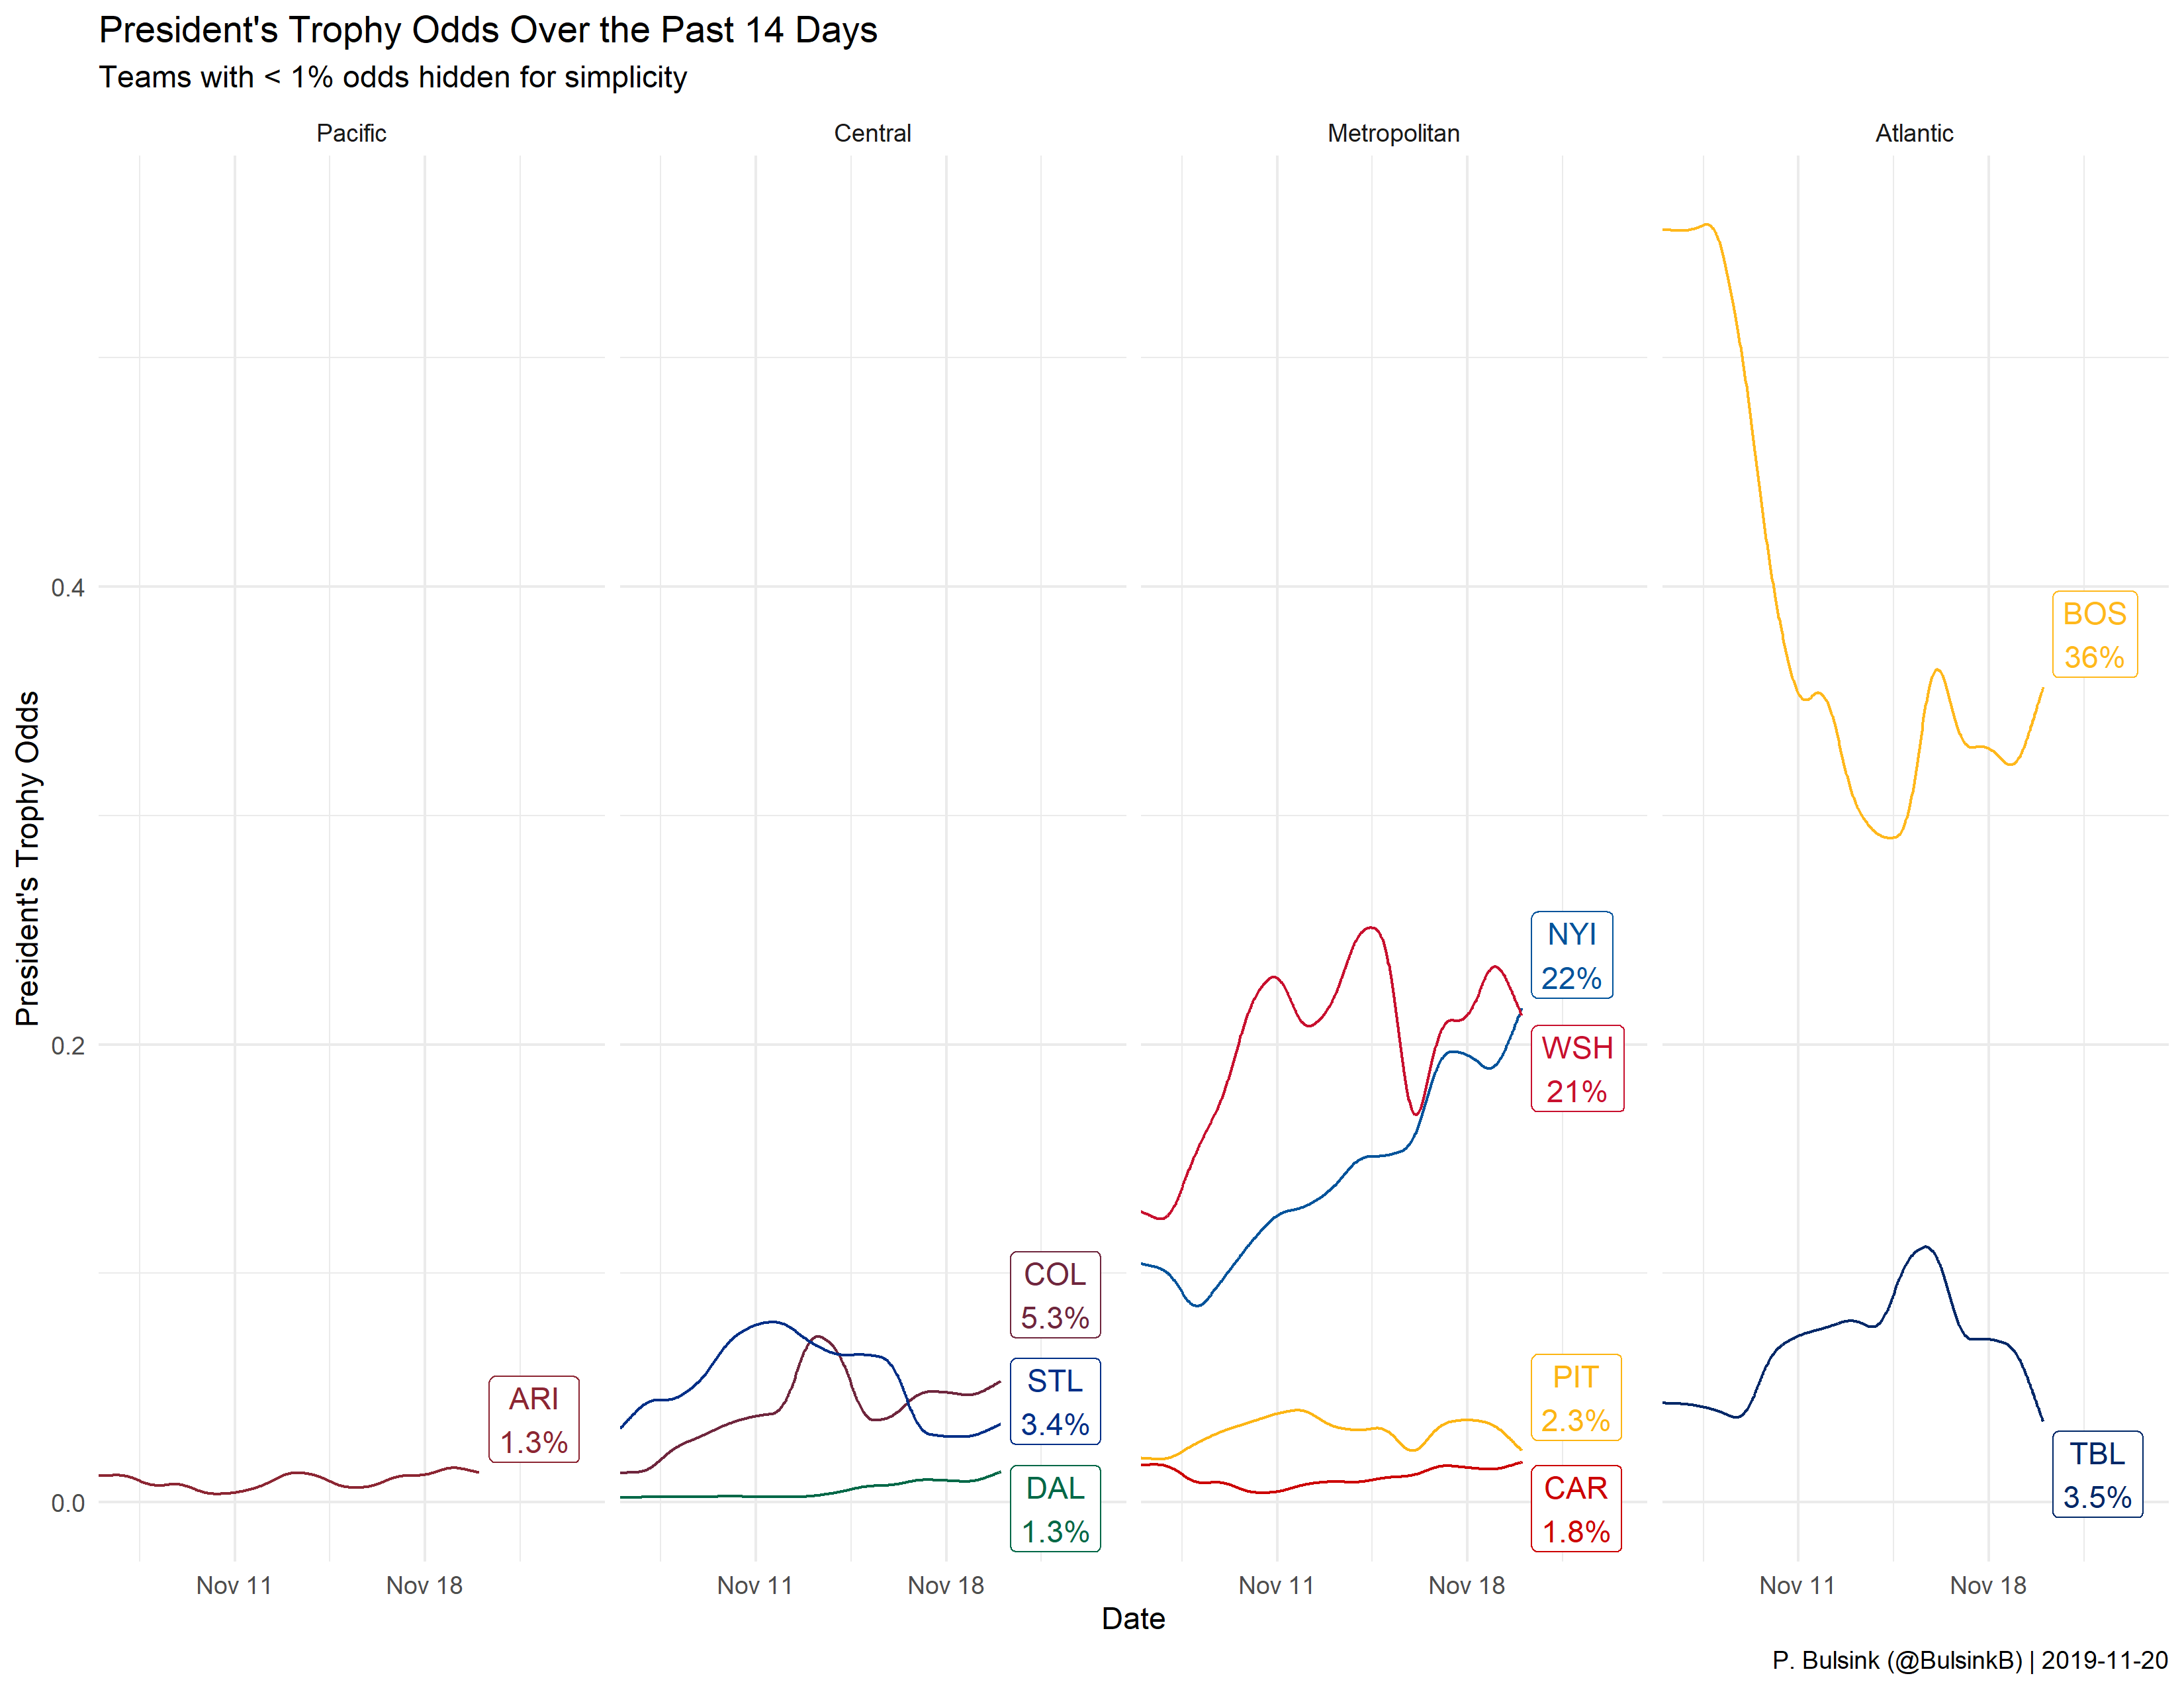 President's Trophy Odds Over the Past 14 Days
Teams with < 1% odds hidden for simplicity
Pacific
Central
Metropolitan
Atlantic
President's Trophy Odds
0.4
0.2
0.0
ARI
1.3%
COL
5.3%
STL
3.4%
DAL
1.3%
NYI
22%
WSH
21%
PIT
2.3%
CAR
1.8%
BOS
36%
TBL
3.5%
Nov 11
Nov 18
Nov 11
Nov 18
Nov 11
Nov 18
Nov 11
Nov 18
Date
P. Bulsink (@BulsinkB) | 2019-11-20